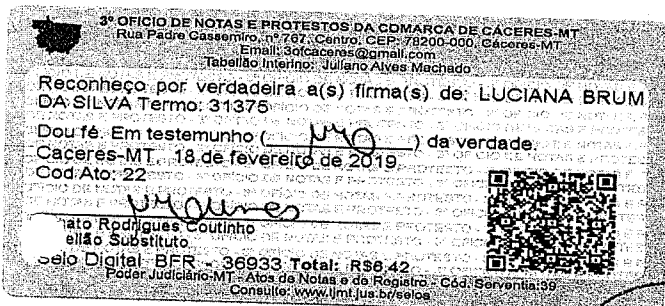 3º OFICIO DE NOTAS E PROTESTOS DA COMARCA DE CÁCERES-MT
Rua Padre Cassemiro, nº 767, Centro, CEP: 78200-000, Cáceres-MT
Email: 3ofcaceres@gmail.com
Tabelião Interino: Juliano Alves Machado
Reconheço por verdadeira a(s) firma(s) de: LUCIANA BRUM
DA SILVA Termo: 31375
Dou fé. Em testemunho ( ) da verdade.
Caceres-MT, 18 de fevereiro de 2019
Cod Ato: 22
nato Rodrigues Coutinho
elião Substituto
Selo Digital BFR - 36933 Total: R$6,42
Poder Judiciário-MT - Atos de Notas e de Registro - Cód. Serventia:39
Consulte: www.tjmt.jus.br/selos